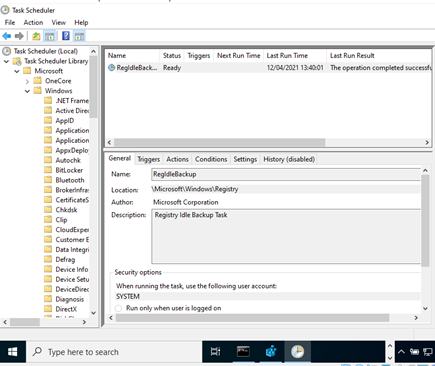 Task Scheduler
File Action View Help
Task Scheduler (Local)
Task Scheduler Library
Microsoft
OneCore
Windows
.NET Frame
Active Direc
AppID
Application
Application
AppxDeploy
Autochk
BitLocker
Bluetooth
BrokerInfras
CertificateS
Chkdsk
Clip
CloudExper
Customer E
Data Integri
Defrag
Device Info
Device Setu
DeviceDirec
Diagnosis
DirectX
Name Status Triggers Next Run Time Last Run Time Last Run Result
RegIdleBack... Ready 12/04/2021 13:40:01 The operation completed successfu
General Triggers Actions Conditions Settings History (disabled)
Name: RegIdleBackup
Location: \Microsoft\Windows\Registry
Author: Microsoft Corporation
Description: Registry Idle Backup Task
Security options
When running the task, use the following user account:
SYSTEM
Run only when user is logged on
Type here to search